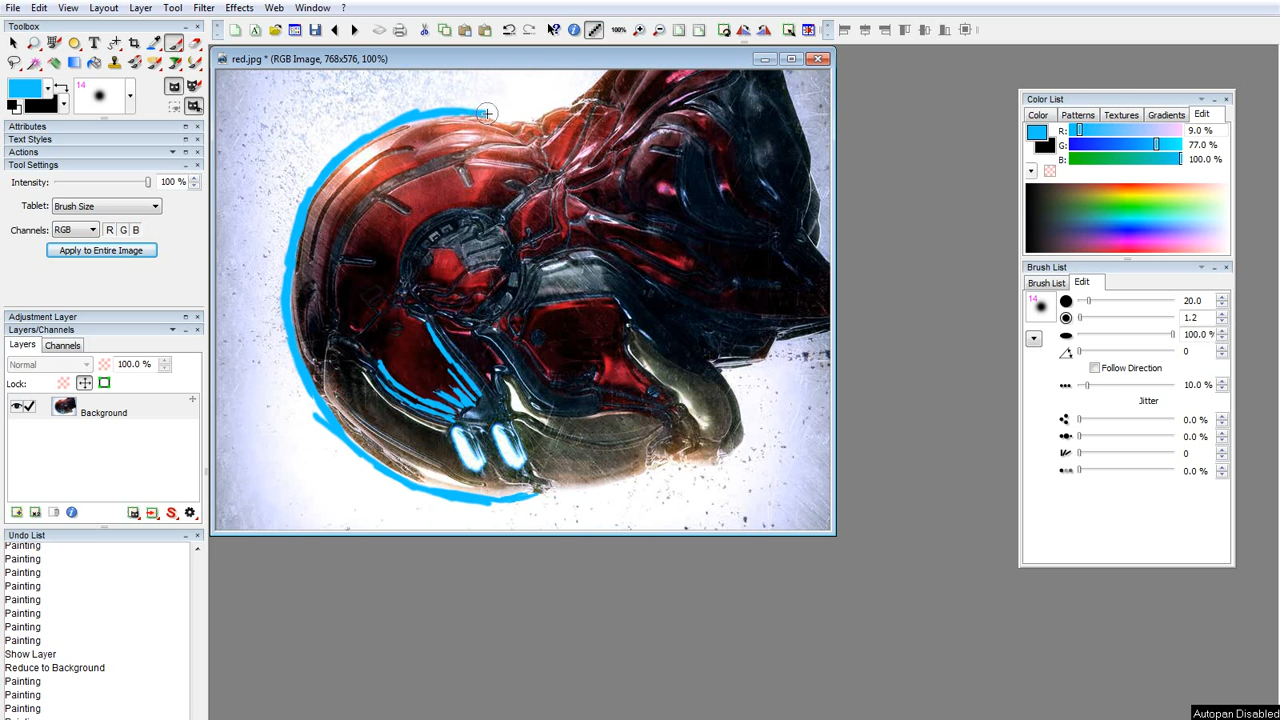 File Edit View Layout Layer Tool Filter Effects Web Window ?
Toolbox
14
Attributes
Text Styles
Actions
Tool Settings
Intensity: 100 %
Tablet: Brush Size
Channels: RGB R G B
Apply to Entire Image
Adjustment Layer
Layers/Channels
Layers Channels
Normal 100.0 %
Lock:
Background
Undo List
Painting
Painting
Painting
Painting
Painting
Painting
Painting
Painting
Show Layer
Reduce to Background
Painting
Painting
Painting
Painting
100%
red.jpg * (RGB Image, 768x576, 100%)
Color List
Color Patterns Textures Gradients Edit
R: 9.0 %
G: 77.0 %
B: 100.0 %
Brush List
Brush List Edit
14
20.0
1.2
100.0 %
0
Follow Direction
10.0 %
Jitter
0.0 %
0.0 %
0
0.0 %
Autopan Disabled